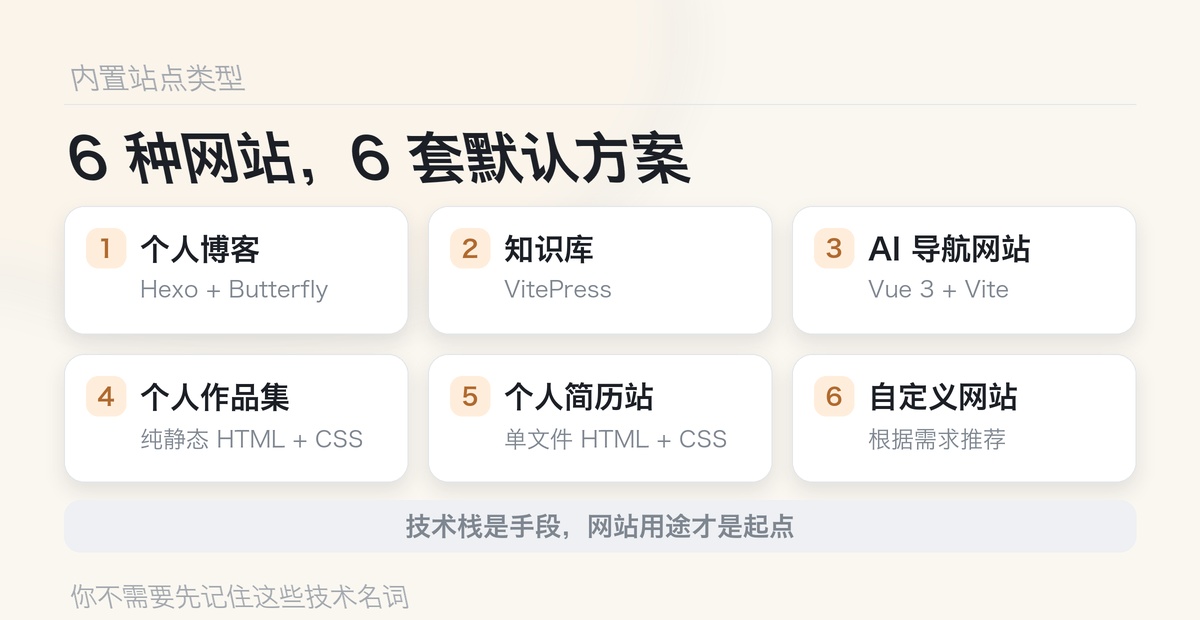 内置站点类型
6 种网站，6 套默认方案
1 个人博客
Hexo + Butterfly
2 知识库
VitePress
3 AI 导航网站
Vue 3 + Vite
4 个人作品集
纯静态 HTML + CSS
5 个人简历站
单文件 HTML + CSS
6 自定义网站
根据需求推荐
技术栈是手段，网站用途才是起点
你不需要先记住这些技术名词